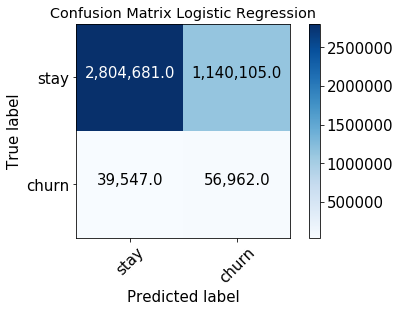 Confusion Matrix Logistic Regression
True label
stay
2,804,681.0 1,140,105.0
churn
39,547.0 56,962.0
stay churn
Predicted label
2500000
2000000
1500000
1000000
500000